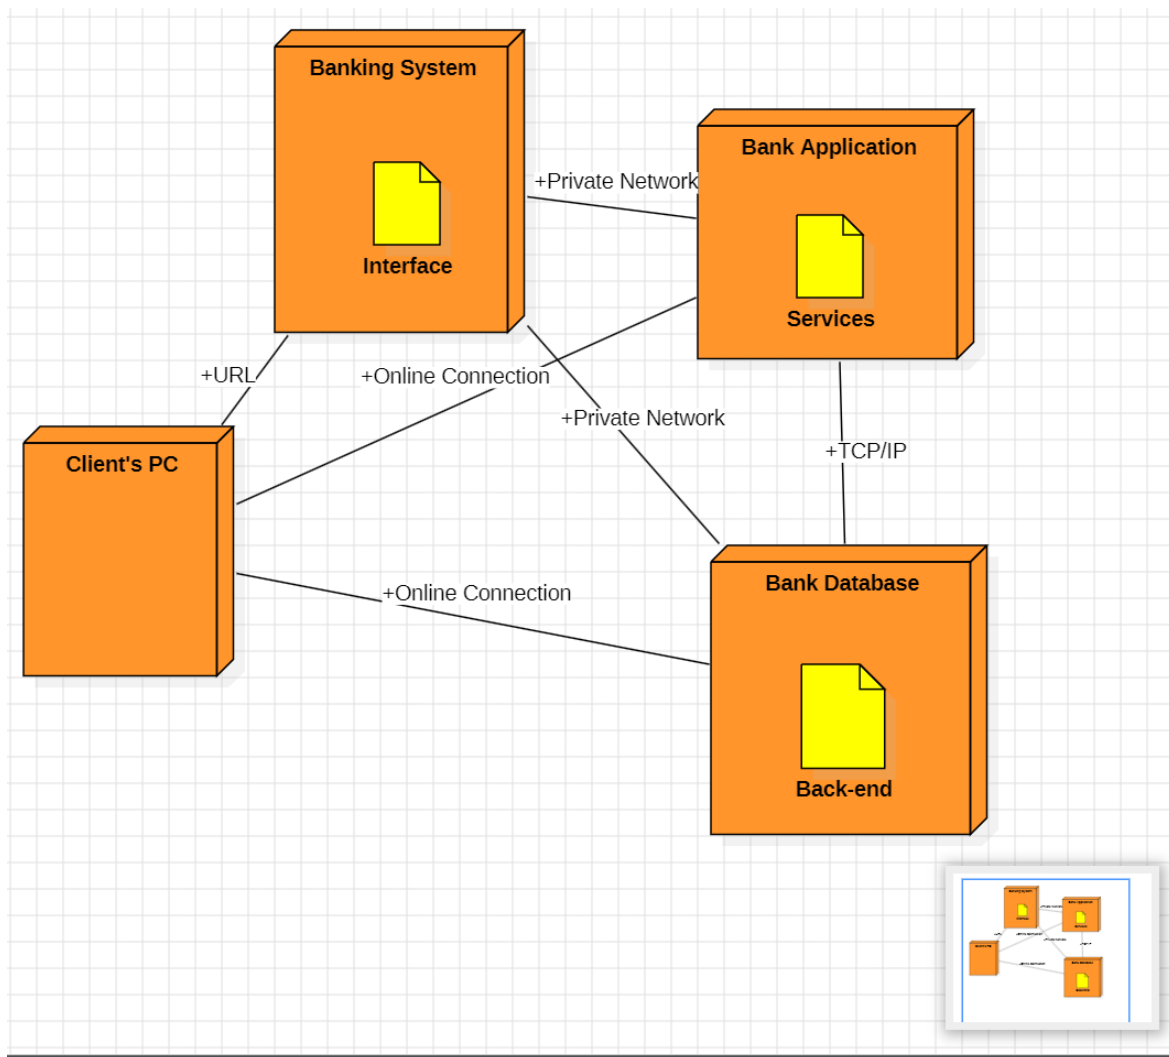 Banking System
Interface
Bank Application
Services
+Private Network
+URL
+Online Connection
+Private Network
+TCP/IP
Client's PC
+Online Connection
Bank Database
Back-end